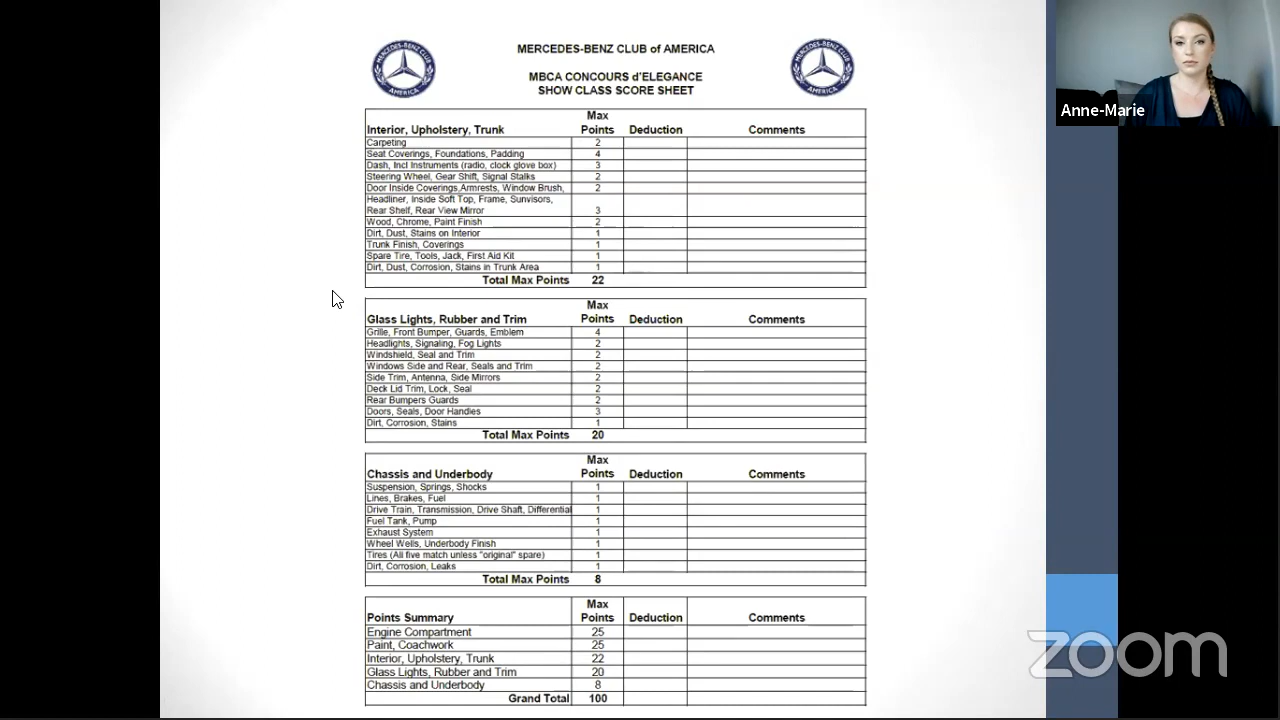 MERCEDES-BENZ CLUB of AMERICA
MBCA CONCOURS d'ELEGANCE
SHOW CLASS SCORE SHEET
MERCEDES-BENZ CLUB AMERICA
MERCEDES-BENZ CLUB AMERICA
Anne-Marie
Interior, Upholstery, Trunk Max Points Deduction Comments
Carpeting 2
Seat Coverings, Foundations, Padding 4
Dash, Incl Instruments (radio, clock glove box) 3
Steering Wheel, Gear Shift, Signal Stalks 2
Door Inside Coverings,Armrests, Window Brush, 2
Headliner, Inside Soft Top, Frame, Sunvisors,
Rear Shelf, Rear View Mirror 3
Wood, Chrome, Paint Finish 2
Dirt, Dust, Stains on Interior 1
Trunk Finish, Coverings 1
Spare Tire, Tools, Jack, First Aid Kit 1
Dirt, Dust, Corrosion, Stains in Trunk Area 1
Total Max Points 22
Glass Lights, Rubber and Trim Max Points Deduction Comments
Grille, Front Bumper, Guards, Emblem 4
Headlights, Signaling, Fog Lights 2
Windshield, Seal and Trim 2
Windows Side and Rear, Seals and Trim 2
Side Trim, Antenna, Side Mirrors 2
Deck Lid Trim, Lock, Seal 2
Rear Bumpers Guards 2
Doors, Seals, Door Handles 3
Dirt, Corrosion, Stains 1
Total Max Points 20
Chassis and Underbody Max Points Deduction Comments
Suspension, Springs, Shocks 1
Lines, Brakes, Fuel 1
Drive Train, Transmission, Drive Shaft, Differential 1
Fuel Tank, Pump 1
Exhaust System 1
Wheel Wells, Underbody Finish 1
Tires (All five match unless "original" spare) 1
Dirt, Corrosion, Leaks 1
Total Max Points 8
Points Summary Max Points Deduction Comments
Engine Compartment 25
Paint, Coachwork 25
Interior, Upholstery, Trunk 22
Glass Lights, Rubber and Trim 20
Chassis and Underbody 8
Grand Total 100
zoom